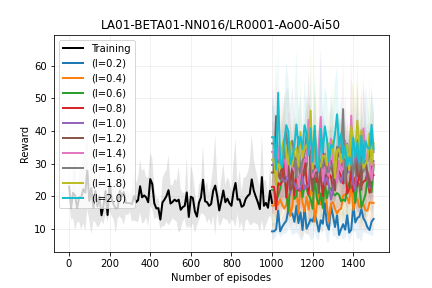 LA01-BETA01-NN016/LR0001-Ao00-Ai50
Reward
60
50
40
30
20
10
Training
(I=0.2)
(I=0.4)
(I=0.6)
(I=0.8)
(I=1.0)
(I=1.2)
(I=1.4)
(I=1.6)
(I=1.8)
(I=2.0)
0 200 400 600 800 1000 1200 1400
Number of episodes